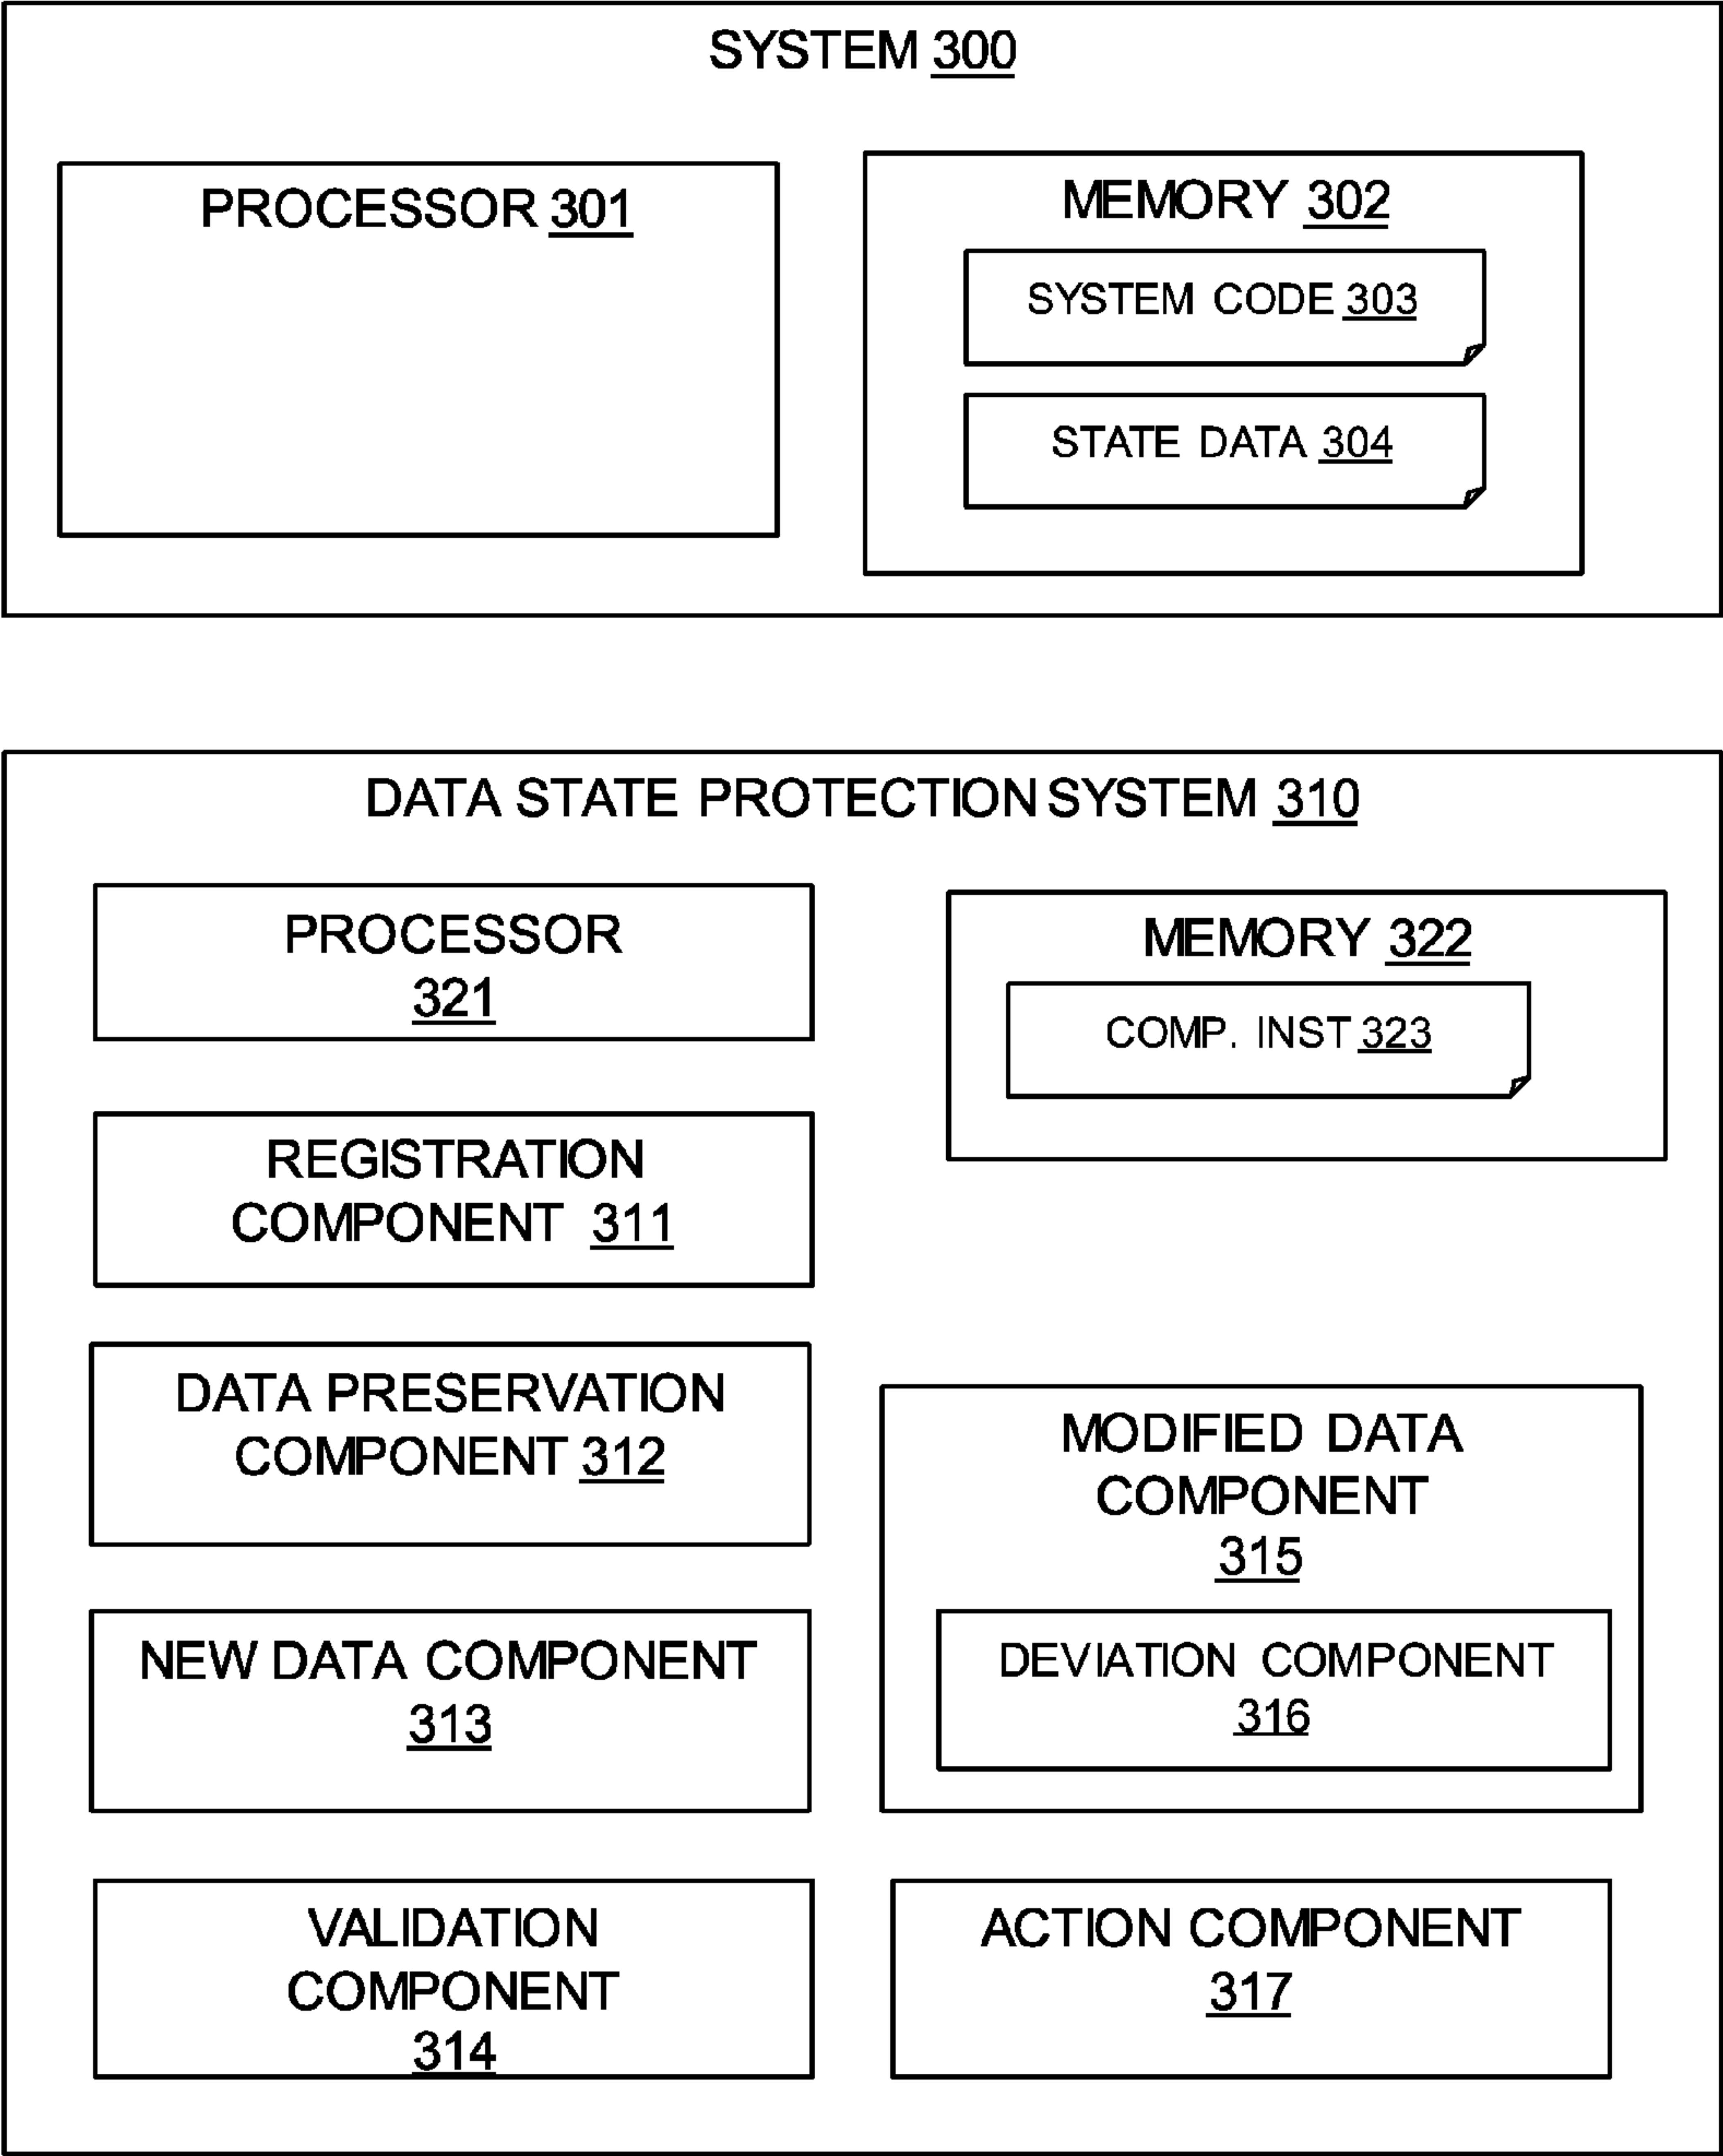 SYSTEM 300
PROCESSOR 301
MEMORY 302
SYSTEM CODE 303
STATE DATA 304
DATA STATE PROTECTION SYSTEM 310
PROCESSOR
321
MEMORY 322
COMP. INST 323
REGISTRATION
COMPONENT 311
DATA PRESERVATION
COMPONENT 312
MODIFIED DATA
COMPONENT
315
NEW DATA COMPONENT
313
DEVIATION COMPONENT
316
VALIDATION
COMPONENT
314
ACTION COMPONENT
317